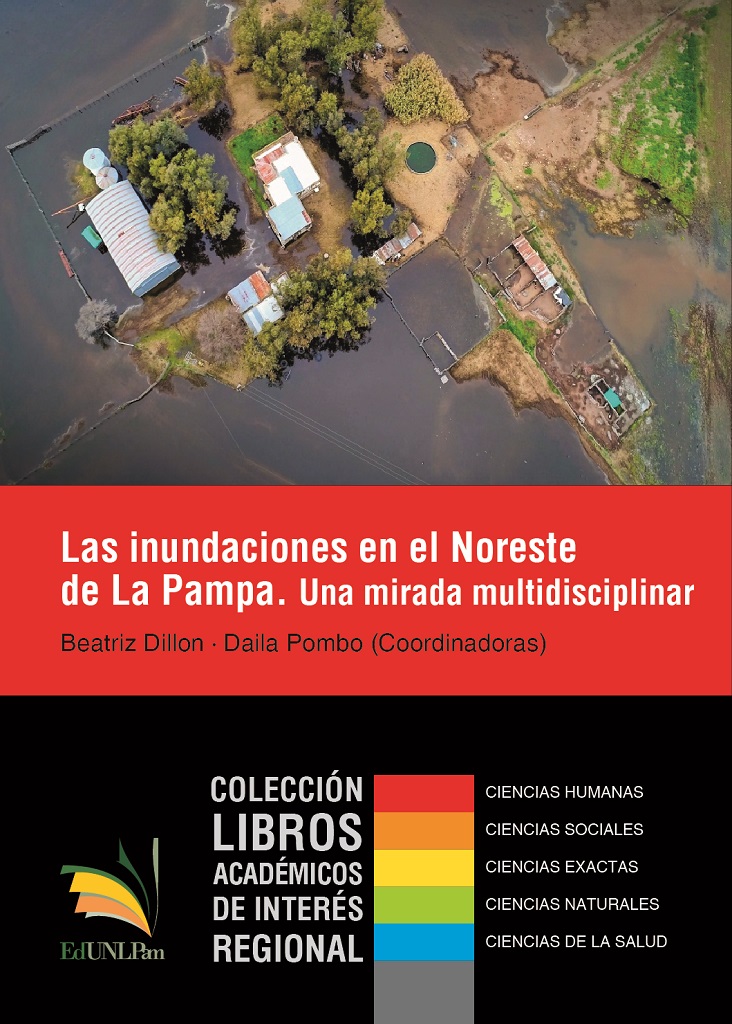 Las inundaciones en el Noreste
de La Pampa. Una mirada multidisciplinar
Beatriz Dillon · Daila Pombo (Coordinadoras)
COLECCIÓN
LIBROS
ACADÉMICOS
DE INTERÉS
REGIONAL
CIENCIAS HUMANAS
CIENCIAS SOCIALES
CIENCIAS EXACTAS
CIENCIAS NATURALES
CIENCIAS DE LA SALUD
EdUNLPam